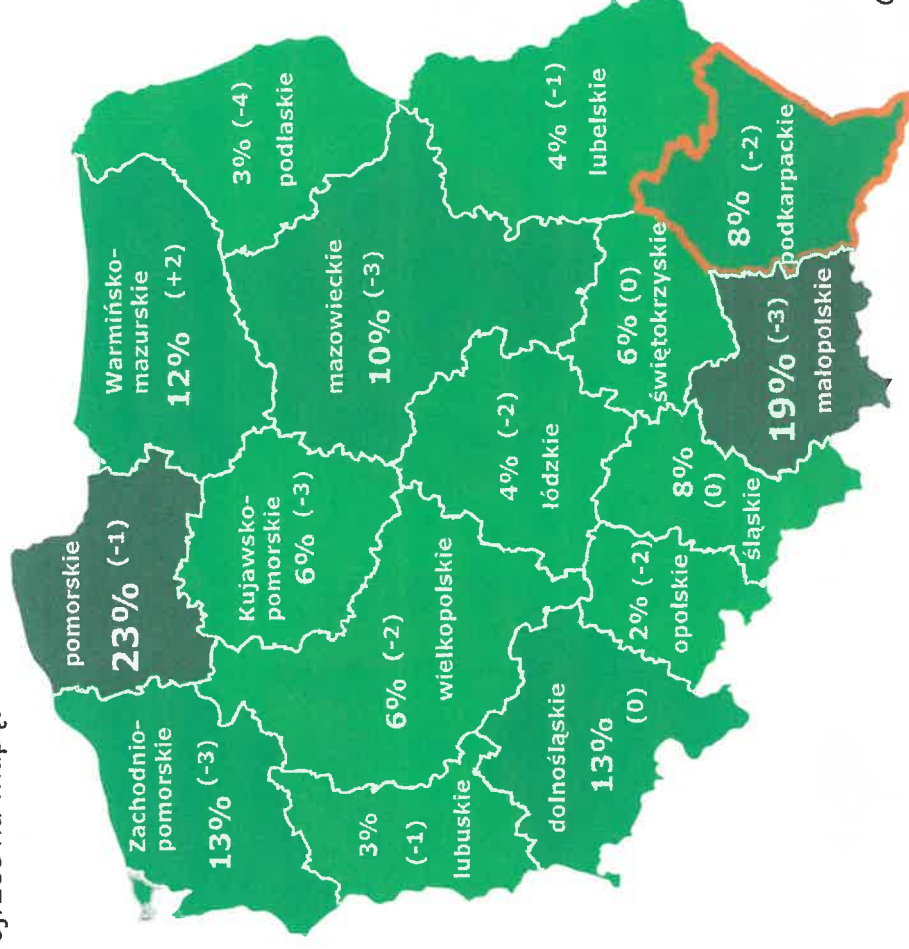 pomorskie
23% (-1)
Zachodnio-
pomorskie
13% (-3)
Warmińsko-
mazurskie
12% (+2)
3% (-4)
podlaskie
Kujawsko-
pomorskie
6% (-3)
mazowieckie
10% (-3)
6% (-2)
wielkopolskie
3%
(-1)
lubuskie
4% (-2)
łódzkie
4% (-1)
lubelskie
dolnośląskie
13%
(0)
2% (-2)
opolskie
8%
(0)
śląskie
6% (0)
świętokrzyskie
19% (-3)
małopolskie
8% (-2)
podkarpackie